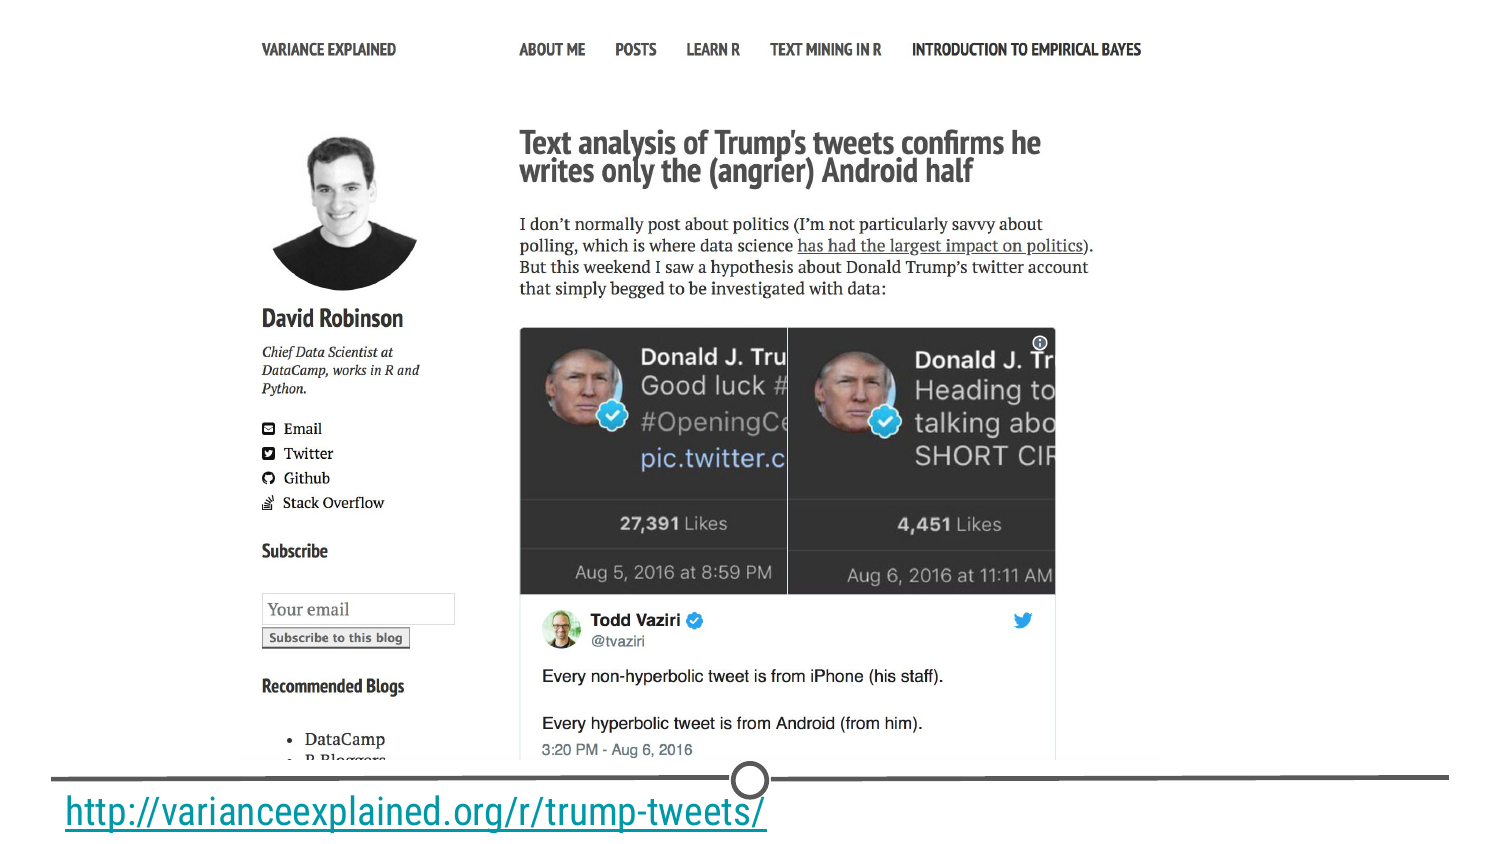 VARIANCE EXPLAINED
ABOUT ME POSTS LEARN R TEXT MINING IN R INTRODUCTION TO EMPIRICAL BAYES
David Robinson
Chief Data Scientist at
DataCamp, works in R and
Python.
Email
Twitter
Github
Stack Overflow
Subscribe
Your email
Subscribe to this blog
Recommended Blogs
• DataCamp
• R Bloggers
Text analysis of Trump's tweets confirms he
writes only the (angrier) Android half
I don’t normally post about politics (I’m not particularly savvy about
polling, which is where data science has had the largest impact on politics).
But this weekend I saw a hypothesis about Donald Trump’s twitter account
that simply begged to be investigated with data:
Donald J. Tru
Good luck #
#OpeningCe
pic.twitter.c
27,391 Likes
Aug 5, 2016 at 8:59 PM
Donald J. Tr
Heading to
talking abo
SHORT CIR
4,451 Likes
Aug 6, 2016 at 11:11 AM
Todd Vaziri
@tvaziri
Every non-hyperbolic tweet is from iPhone (his staff).
Every hyperbolic tweet is from Android (from him).
3:20 PM - Aug 6, 2016
http://varianceexplained.org/r/trump-tweets/